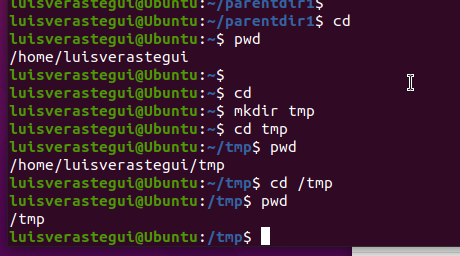 luisverastegui@Ubuntu:~/parentdir1$
luisverastegui@Ubuntu:~/parentdir1$ cd
luisverastegui@Ubuntu:~$ pwd
/home/luisverastegui
luisverastegui@Ubuntu:~$
luisverastegui@Ubuntu:~$ cd
luisverastegui@Ubuntu:~$ mkdir tmp
luisverastegui@Ubuntu:~$ cd tmp
luisverastegui@Ubuntu:~/tmp$ pwd
/home/luisverastegui/tmp
luisverastegui@Ubuntu:~/tmp$ cd /tmp
luisverastegui@Ubuntu:/tmp$ pwd
/tmp
luisverastegui@Ubuntu:/tmp$